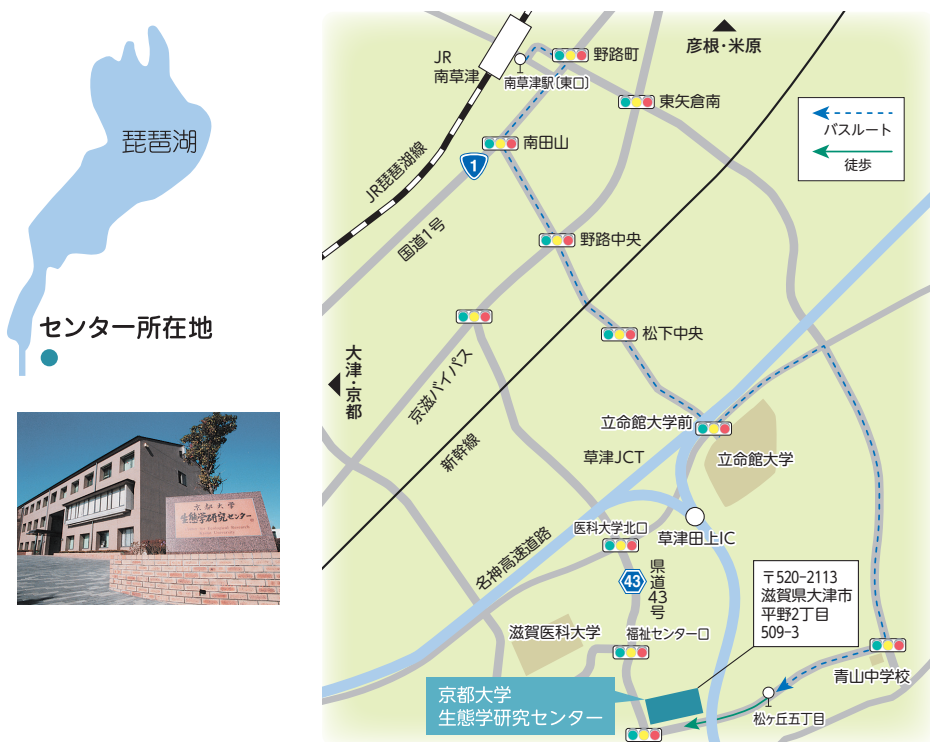 琵琶湖
センター所在地
京都大学
生態学研究センター
彦根・米原
JR
南草津
南草津駅〔東口〕
野路町
東矢倉南
バスルート
徒歩
南田山
1
JR琵琶湖線
国道1号
野路中央
松下中央
大津・京都
京滋バイパス
新幹線
立命館大学前
立命館大学
草津JCT
草津田上IC
名神高速道路
医科大学北口
43
県道43号
〒520-2113
滋賀県大津市
平野2丁目
509-3
滋賀医科大学
福祉センター口
青山中学校
松ヶ丘五丁目
京都大学
生態学研究センター